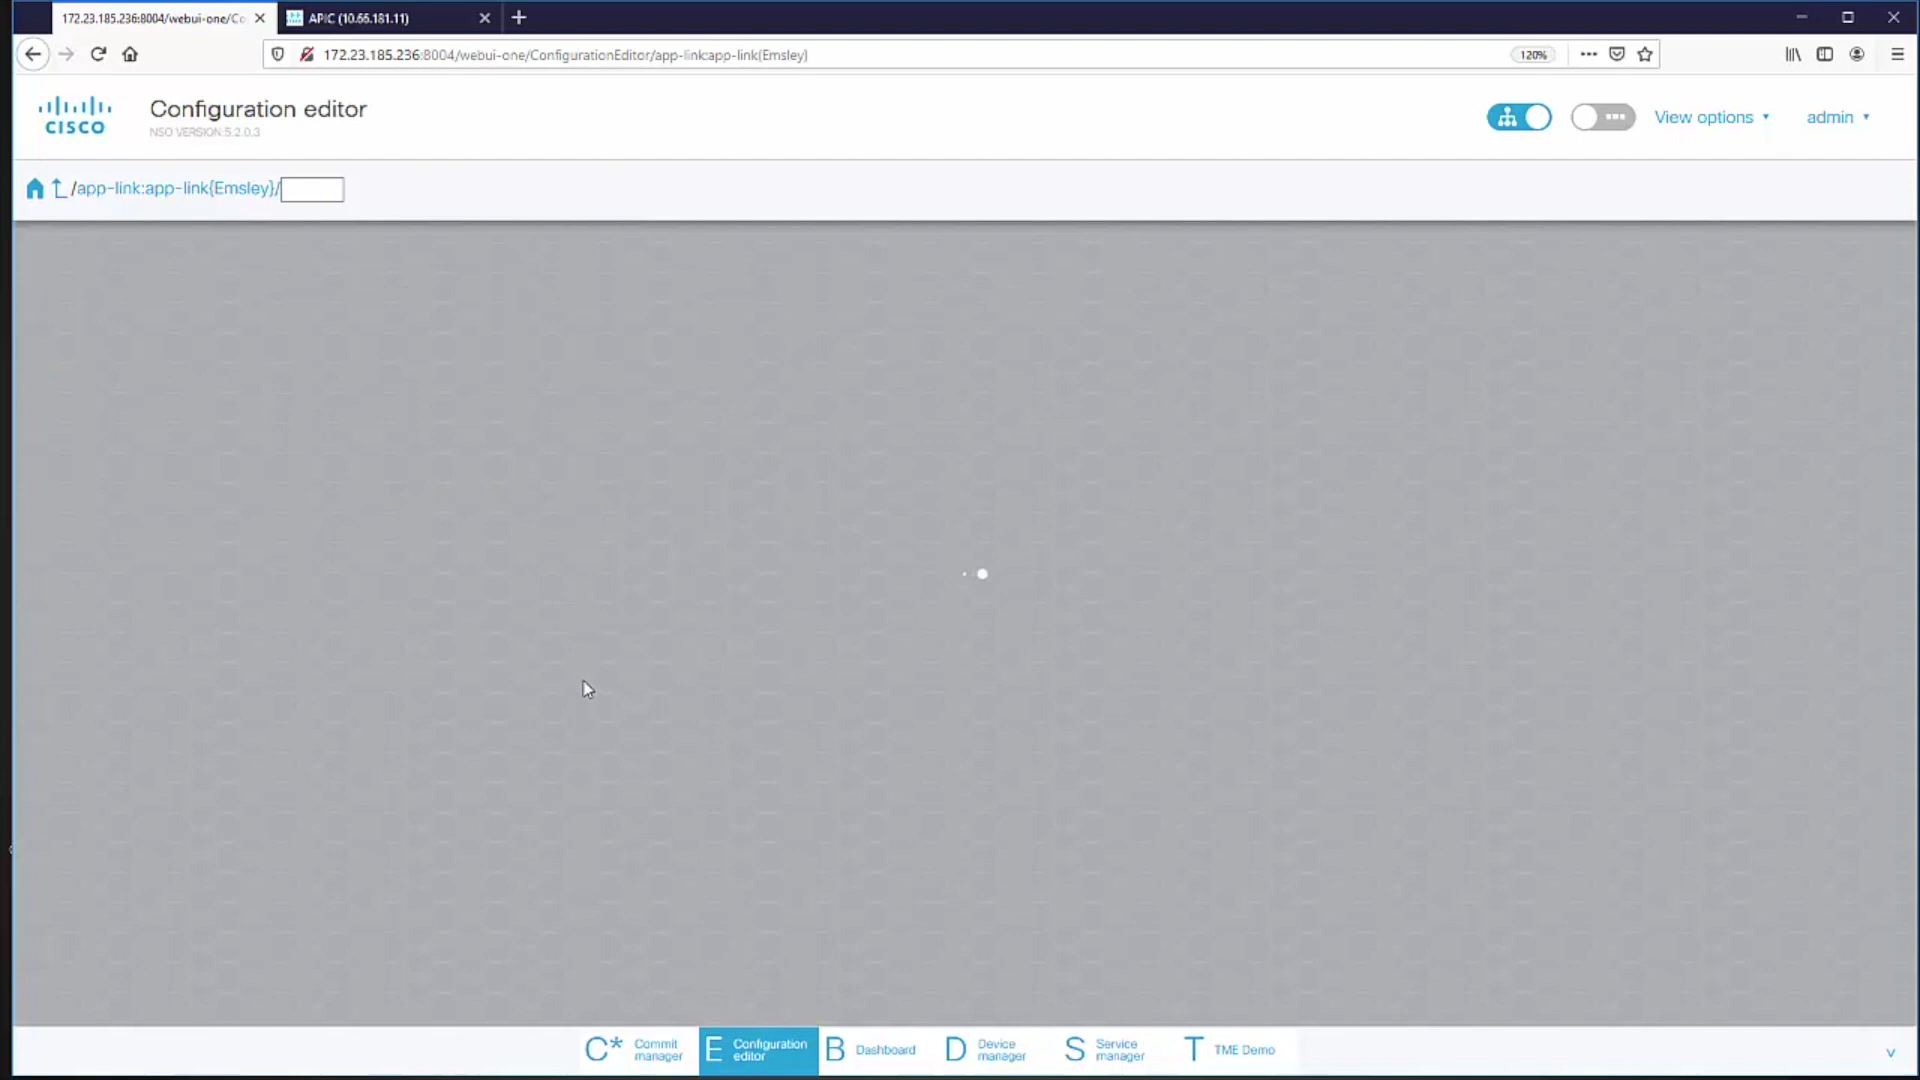 172.23.185.236:8004/webui-one/Co
APIC (10.66.181.11)
172.23.185.236:8004/webui-one/ConfigurationEditor/app-link:app-link{Emsley}
120%
CISCO
Configuration editor
NSO VERSION:5.2.0.3
View options
admin
/app-link:app-link{Emsley}/
C* Commit manager
E Configuration editor
B Dashboard
D Device manager
S Service manager
T TME Demo